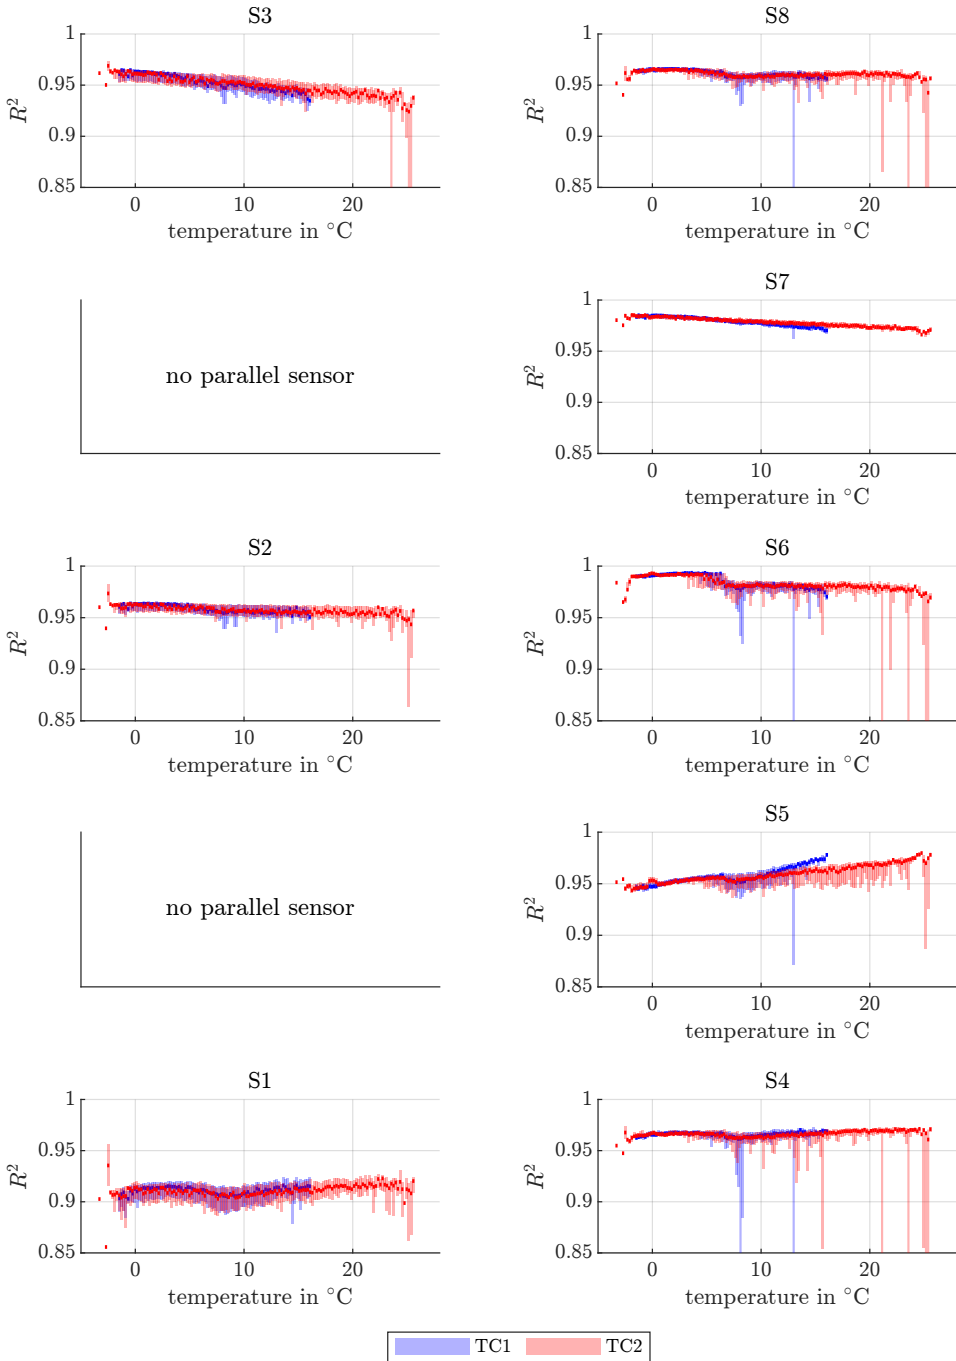 S3
1
0.95
0.9
0.85
R²
0 10 20
temperature in °C
S8
1
0.95
0.9
0.85
R²
0 10 20
temperature in °C
no parallel sensor
S7
1
0.95
0.9
0.85
R²
0 10 20
temperature in °C
S2
1
0.95
0.9
0.85
R²
0 10 20
temperature in °C
S6
1
0.95
0.9
0.85
R²
0 10 20
temperature in °C
no parallel sensor
S5
1
0.95
0.9
0.85
R²
0 10 20
temperature in °C
S1
1
0.95
0.9
0.85
R²
0 10 20
temperature in °C
S4
1
0.95
0.9
0.85
R²
0 10 20
temperature in °C
TC1 TC2